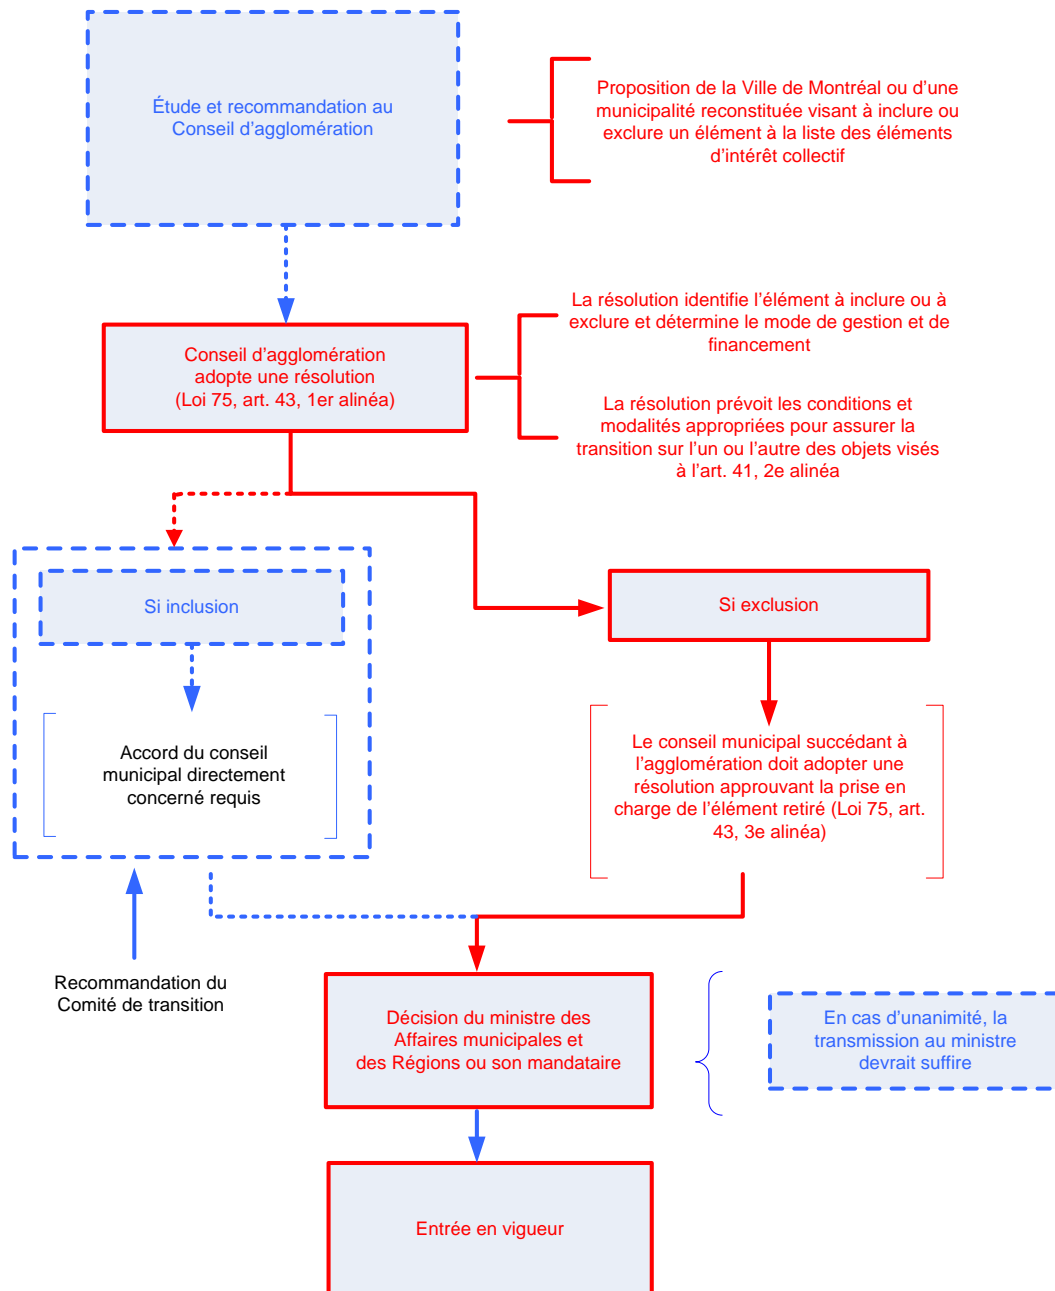 Étude et recommandation au
Conseil d’agglomération
Proposition de la Ville de Montréal ou d’une
municipalité reconstituée visant à inclure ou
exclure un élément à la liste des éléments
d’intérêt collectif
La résolution identifie l’élément à inclure ou à
exclure et détermine le mode de gestion et de
financement
Conseil d’agglomération
adopte une résolution
(Loi 75, art. 43, 1er alinéa)
La résolution prévoit les conditions et
modalités appropriées pour assurer la
transition sur l’un ou l’autre des objets visés
à l’art. 41, 2e alinéa
Si inclusion
Si exclusion
Accord du conseil
municipal directement
concerné requis
Le conseil municipal succédant à
l’agglomération doit adopter une
résolution approuvant la prise en
charge de l’élément retiré (Loi 75, art.
43, 3e alinéa)
Recommandation du
Comité de transition
Décision du ministre des
Affaires municipales et
des Régions ou son mandataire
En cas d’unanimité, la
transmission au ministre
devrait suffire
Entrée en vigueur